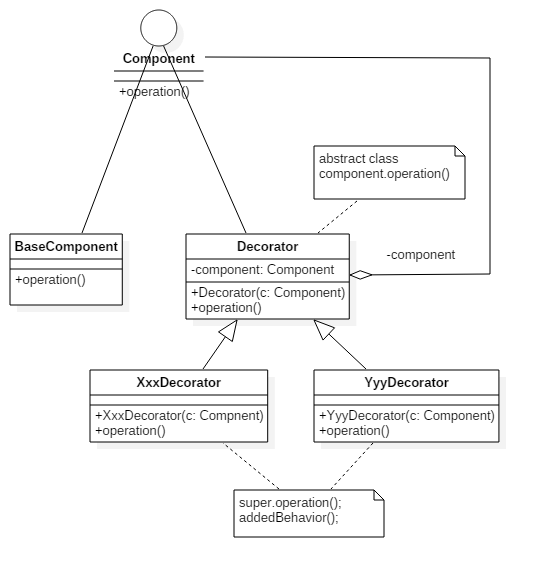 Component
+operation()
abstract class
component.operation()
BaseComponent
+operation()
Decorator
-component: Component
+Decorator(c: Component)
+operation()
-component
XxxDecorator
+XxxDecorator(c: Compnent)
+operation()
YyyDecorator
+YyyDecorator(c: Component)
+operation()
super.operation();
addedBehavior();